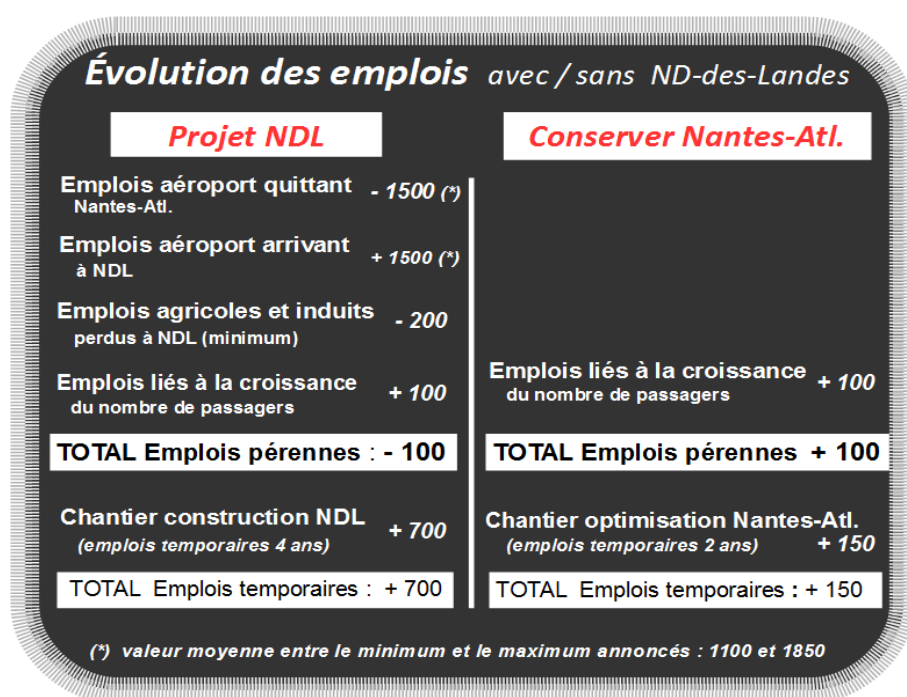 Évolution des emplois avec / sans ND-des-Landes
Projet NDL
Emplois aéroport quittant - 1500 (*)
Nantes-Atl.
Emplois aéroport arrivant + 1500 (*)
à NDL
Emplois agricoles et induits - 200
perdus à NDL (minimum)
Emplois liés à la croissance + 100
du nombre de passagers
TOTAL Emplois pérennes : - 100
Chantier construction NDL + 700
(emplois temporaires 4 ans)
TOTAL Emplois temporaires : + 700
Conserver Nantes-Atl.
Emplois liés à la croissance + 100
du nombre de passagers
TOTAL Emplois pérennes + 100
Chantier optimisation Nantes-Atl.
(emplois temporaires 2 ans) + 150
TOTAL Emplois temporaires : + 150
(*) valeur moyenne entre le minimum et le maximum annoncés : 1100 et 1850